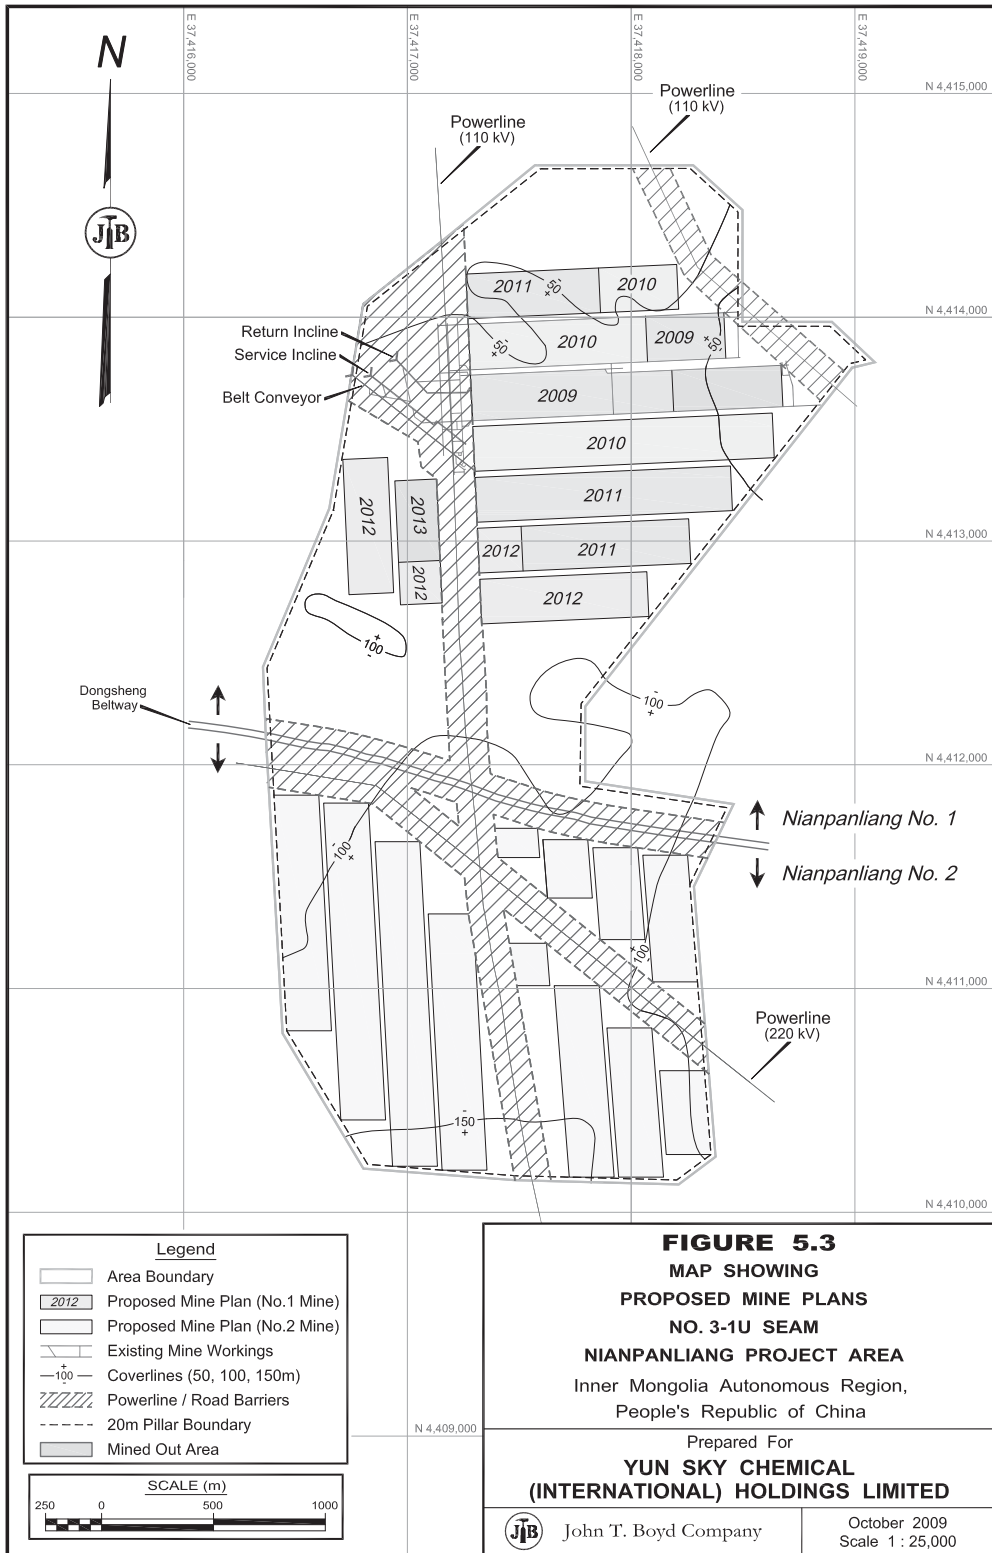 E 37,416,000
E 37,417,000
E 37,418,000
E 37,419,000
N
N 4,415,000
Powerline
(110 kV)
Powerline
(110 kV)
JTB
2011
2010
-
50
+
N 4,414,000
2010
2009
-
50
+
-
50
+
Return Incline
Service Incline
Belt Conveyor
2009
2010
2011
2012
2013
2012
N 4,413,000
2012
2011
2012
+
100
-
-
100
+
Dongsheng
Beltway
N 4,412,000
Nianpanliang No. 1
Nianpanliang No. 2
-
100
+
+
100
-
N 4,411,000
Powerline
(220 kV)
-
150
+
N 4,410,000
N 4,409,000
Legend
Area Boundary
2012 Proposed Mine Plan (No.1 Mine)
Proposed Mine Plan (No.2 Mine)
Existing Mine Workings
+
100
-
Coverlines (50, 100, 150m)
Powerline / Road Barriers
20m Pillar Boundary
Mined Out Area
SCALE (m)
250 0 500 1000
FIGURE 5.3
MAP SHOWING
PROPOSED MINE PLANS
NO. 3-1U SEAM
NIANPANLIANG PROJECT AREA
Inner Mongolia Autonomous Region,
People's Republic of China
Prepared For
YUN SKY CHEMICAL
(INTERNATIONAL) HOLDINGS LIMITED
JTB John T. Boyd Company
October 2009
Scale 1 : 25,000